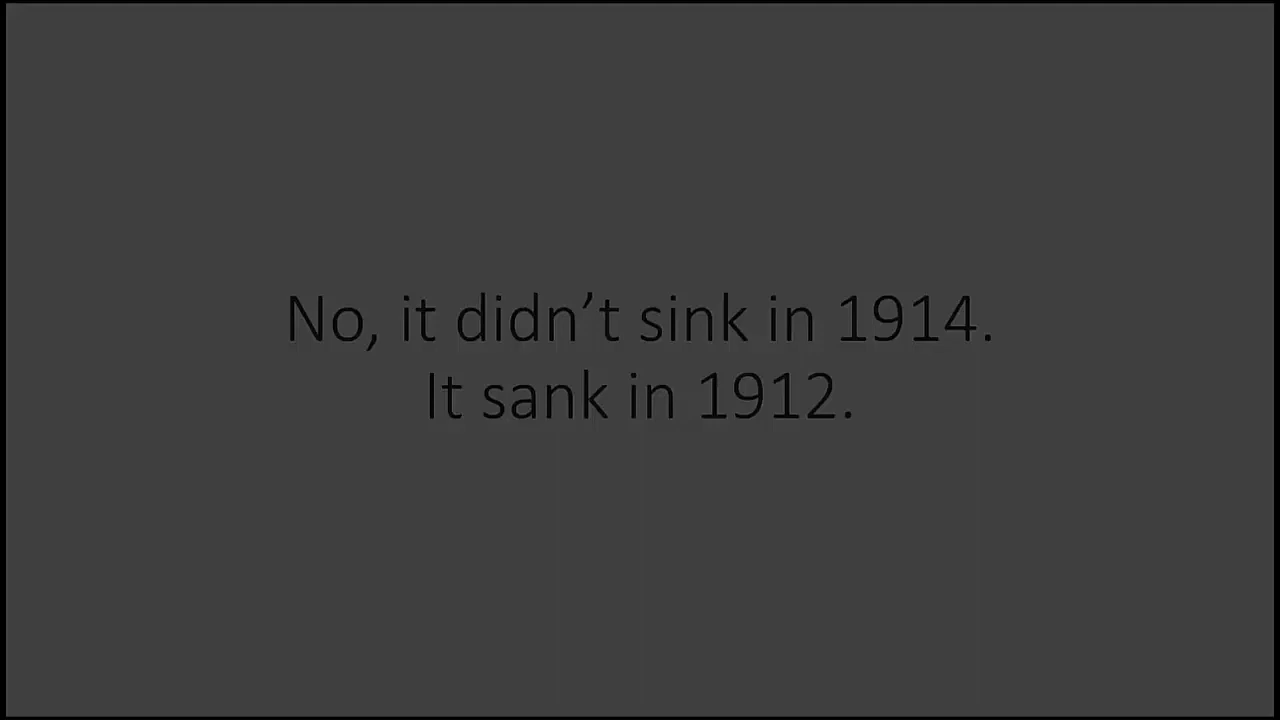 No, it didn’t sink in 1914.
It sank in 1912.